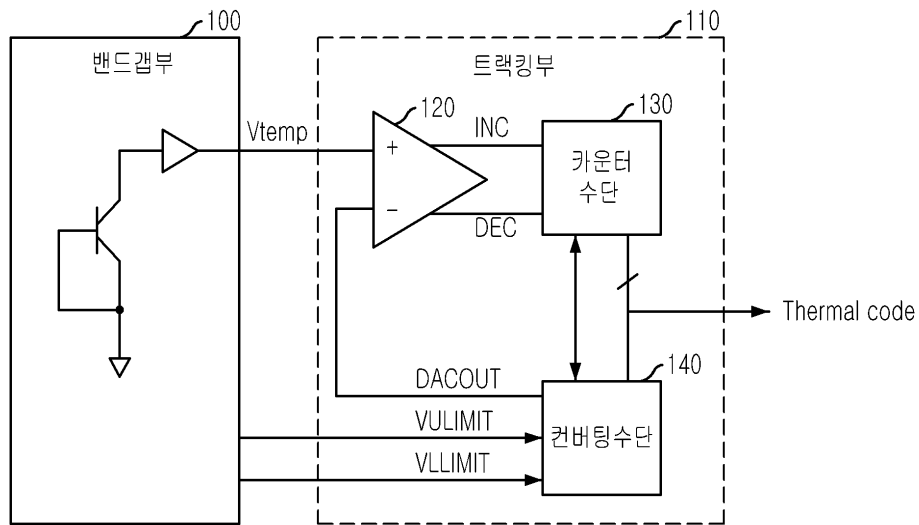 100
밴드갭부
110
트랙킹부
Vtemp
120
INC
130
+
카운터
수단
−
DEC
Thermal code
DACOUT
140
VULIMIT
컨버팅수단
VLLIMIT